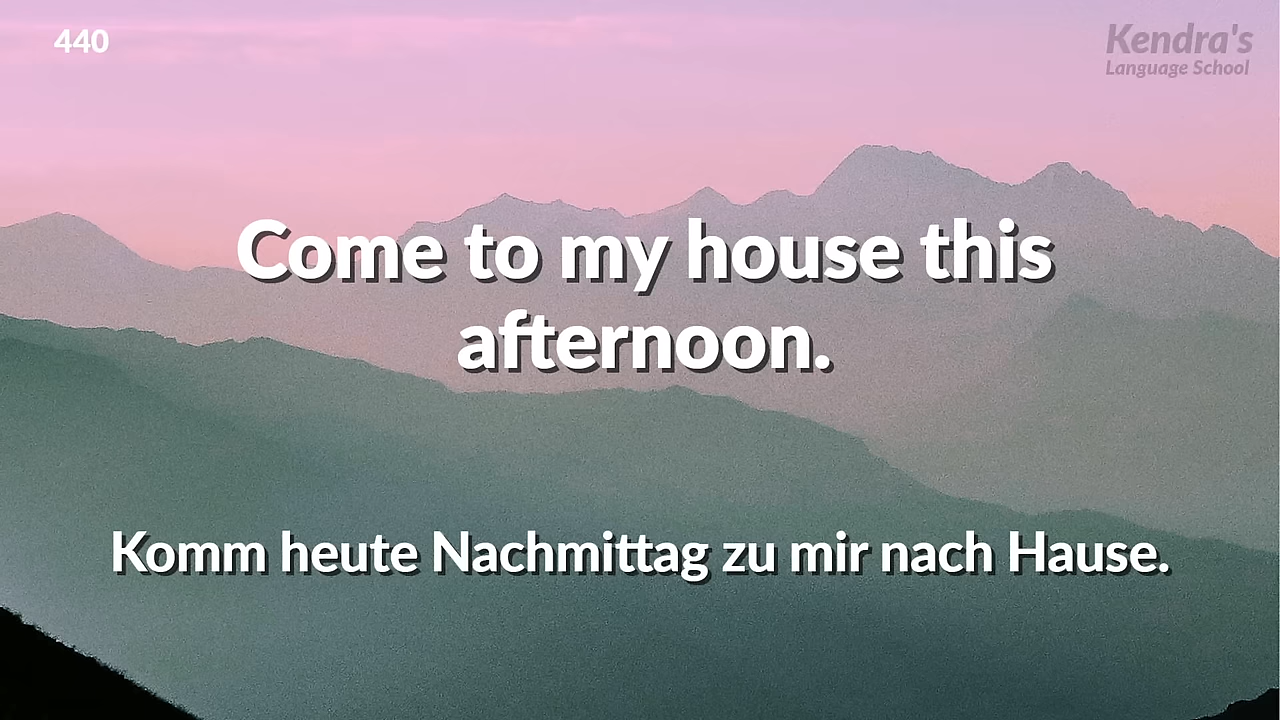 440
Kendra's
Language School
Come to my house this
afternoon.
Komm heute Nachmittag zu mir nach Hause.